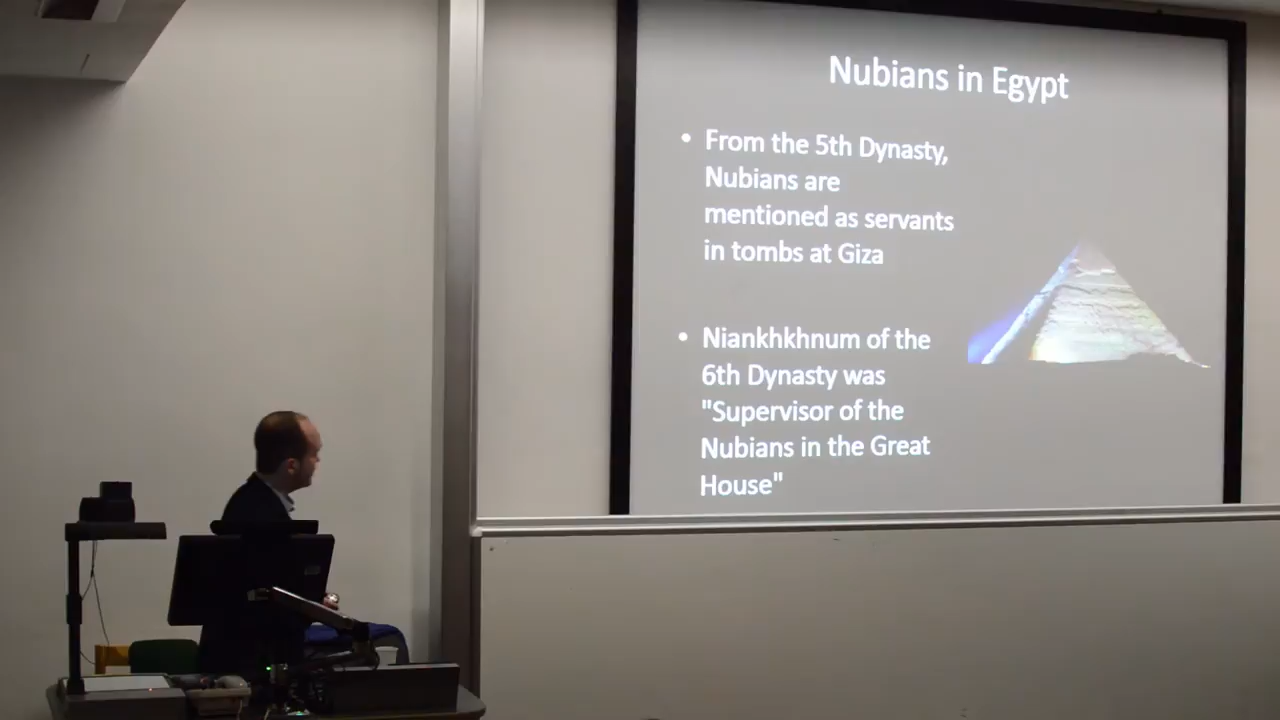 Nubians in Egypt
• From the 5th Dynasty,
Nubians are
mentioned as servants
in tombs at Giza
• Niankhkhnum of the
6th Dynasty was
"Supervisor of the
Nubians in the Great
House"